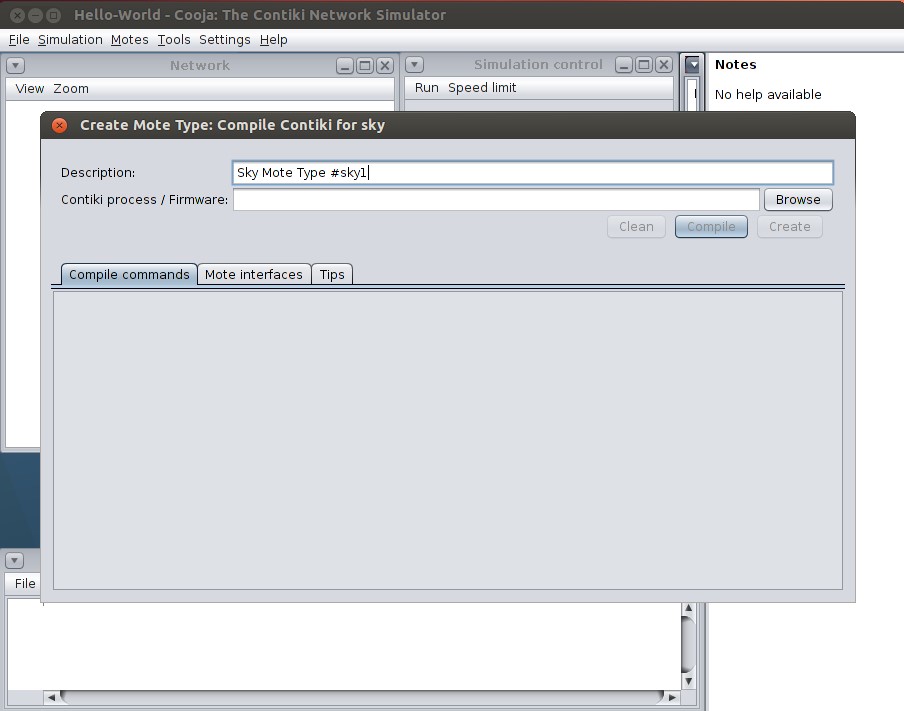 Hello-World - Cooja: The Contiki Network Simulator
File Simulation Motes Tools Settings Help
Network
Simulation control
Notes
View Zoom
Run Speed limit
No help available
Create Mote Type: Compile Contiki for sky
Description:
Sky Mote Type #sky1
Contiki process / Firmware:
Browse
Clean
Compile
Create
Compile commands
Mote interfaces
Tips
File